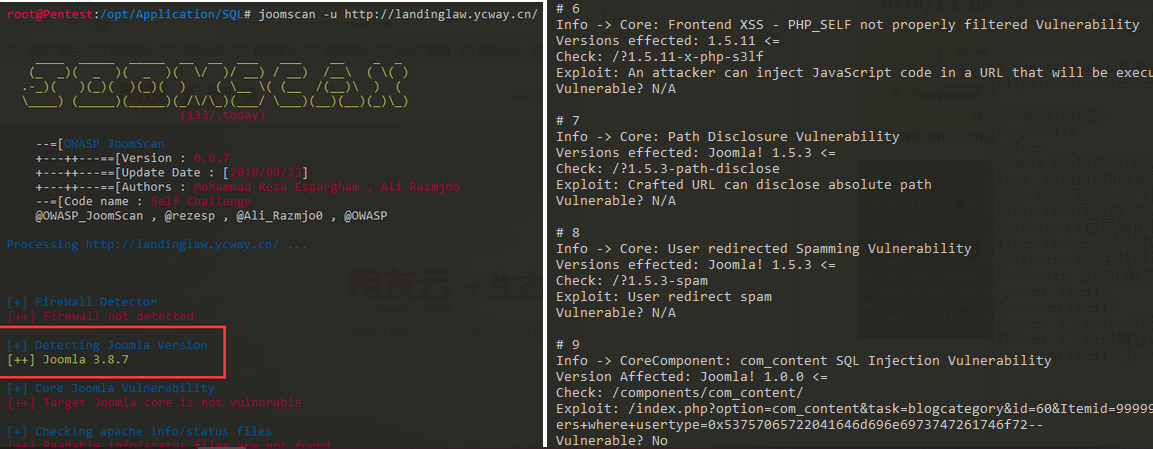 root@Pentest:/opt/Application/SQL# joomscan -u http://landinglaw.ycway.cn/
(1337.today)
--=[OWASP JoomScan
+---++---==[Version : 0.0.7
+---++---==[Update Date : [2018/09/23]
+---++---==[Authors : Mohammad Reza Espargham , Ali Razmjoo
--=[Code name : Self Challenge
@OWASP_JoomScan , @rezesp , @Ali_Razmjo0 , @OWASP
Processing http://landinglaw.ycway.cn/ ...
[+] FireWall Detector
[++] Firewall not detected
[+] Detecting Joomla Version
[++] Joomla 3.8.7
[+] Core Joomla Vulnerability
[++] Target Joomla core is not vulnerable
[+] Checking apache info/status files
[++] Readable info/status files are not found
# 6
Info -> Core: Frontend XSS - PHP_SELF not properly filtered Vulnerability
Versions effected: 1.5.11 <=
Check: /?1.5.11-x-php-s3lf
Exploit: An attacker can inject JavaScript code in a URL that will be execu
Vulnerable? N/A
# 7
Info -> Core: Path Disclosure Vulnerability
Versions effected: Joomla! 1.5.3 <=
Check: /?1.5.3-path-disclose
Exploit: Crafted URL can disclose absolute path
Vulnerable? N/A
# 8
Info -> Core: User redirected Spamming Vulnerability
Versions effected: Joomla! 1.5.3 <=
Check: /?1.5.3-spam
Exploit: User redirect spam
Vulnerable? N/A
# 9
Info -> CoreComponent: com_content SQL Injection Vulnerability
Version Affected: Joomla! 1.0.0 <=
Check: /components/com_content/
Exploit: /index.php?option=com_content&task=blogcategory&id=60&Itemid=99999
ers+where+usertype=0x53757065722041646d696e6973747261746f72--
Vulnerable? No